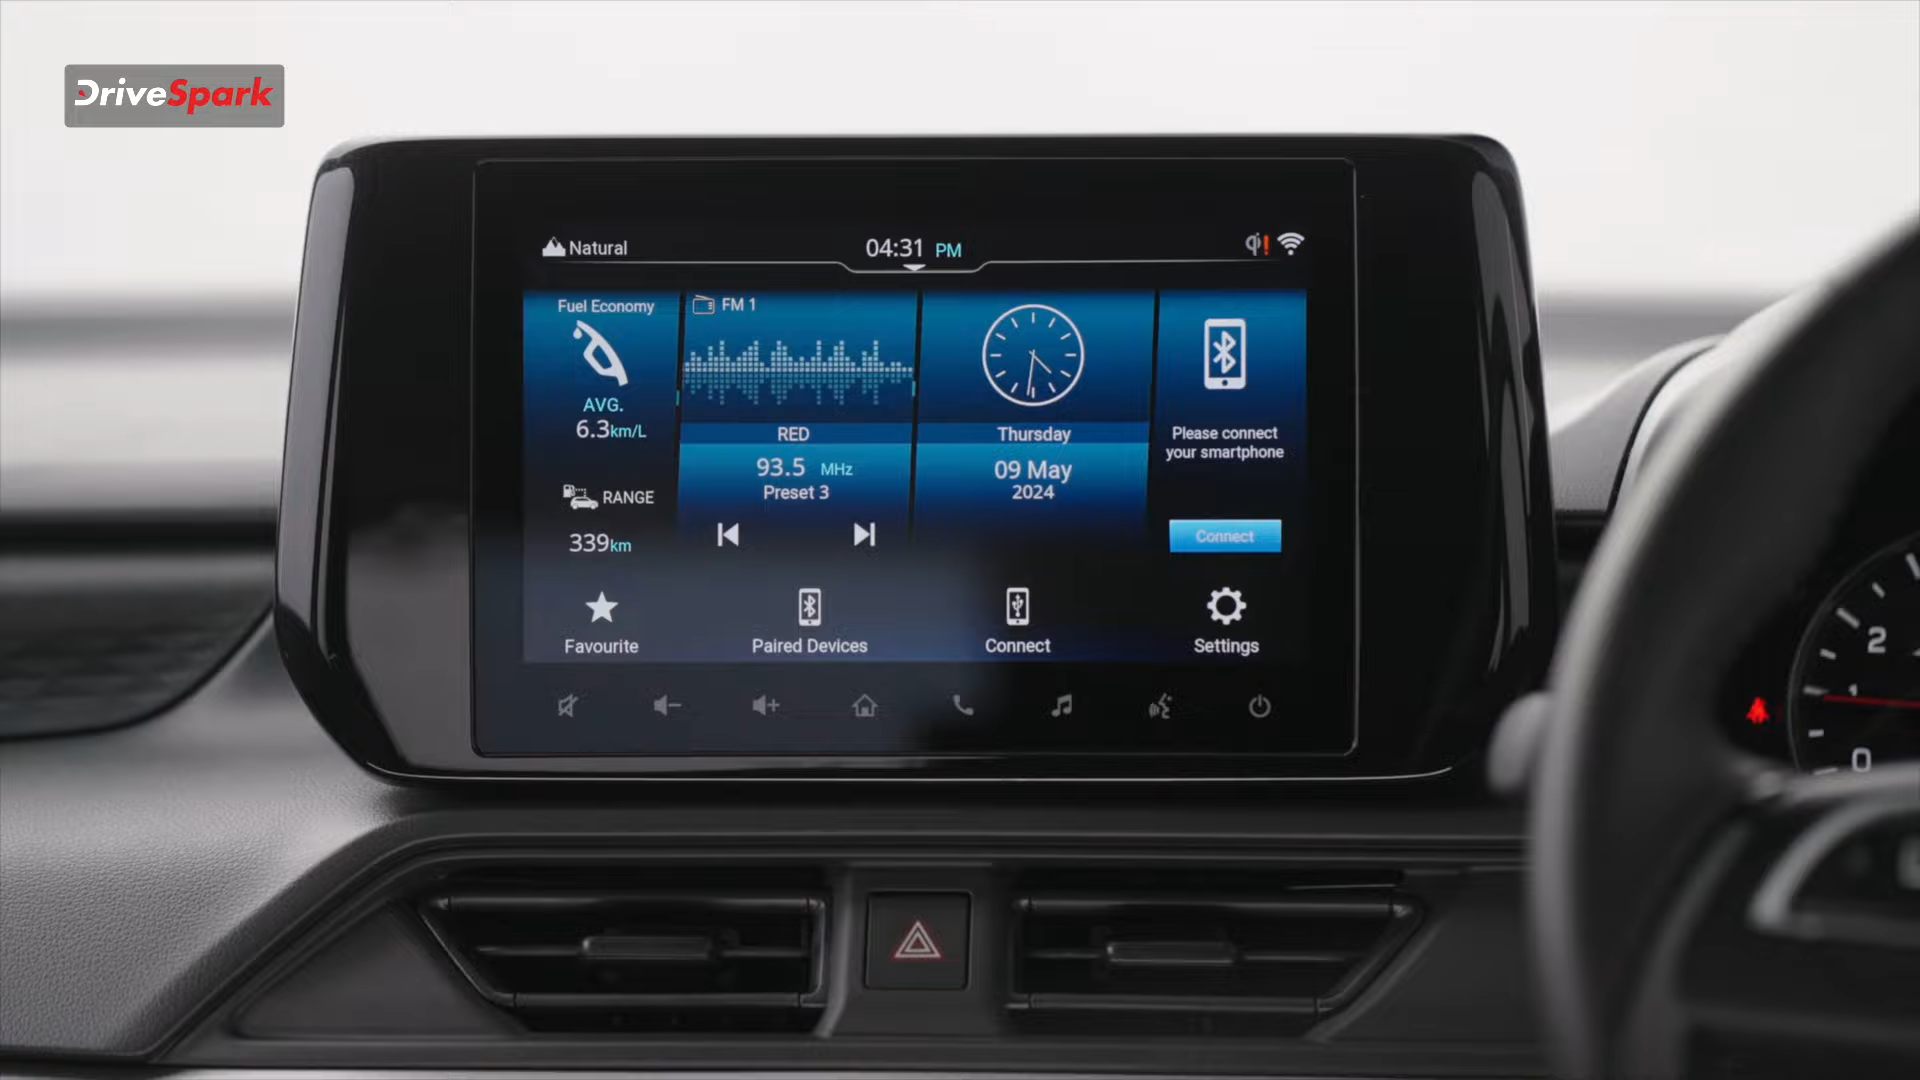 DriveSpark
Natural
04:31 PM
Fuel Economy
AVG.
6.3km/L
RANGE
339km
FM 1
RED
93.5 MHz
Preset 3
Thursday
09 May
2024
Please connect
your smartphone
Connect
Favourite
Paired Devices
Connect
Settings
2
1
0